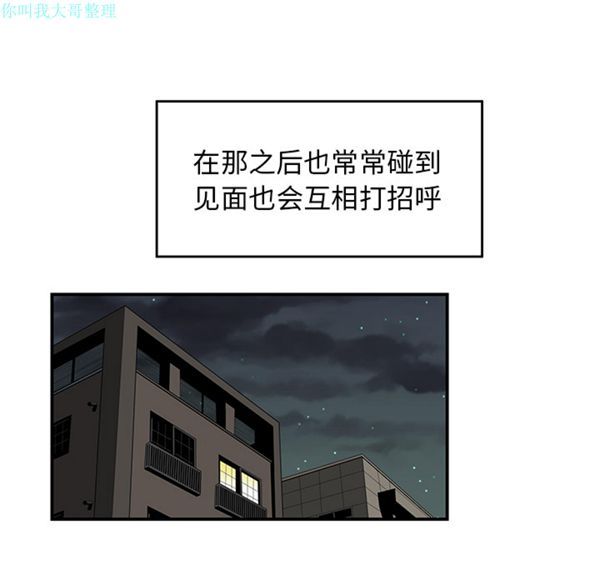 你叫我大哥整理
在那之后也常常碰到
见面也会互相打招呼